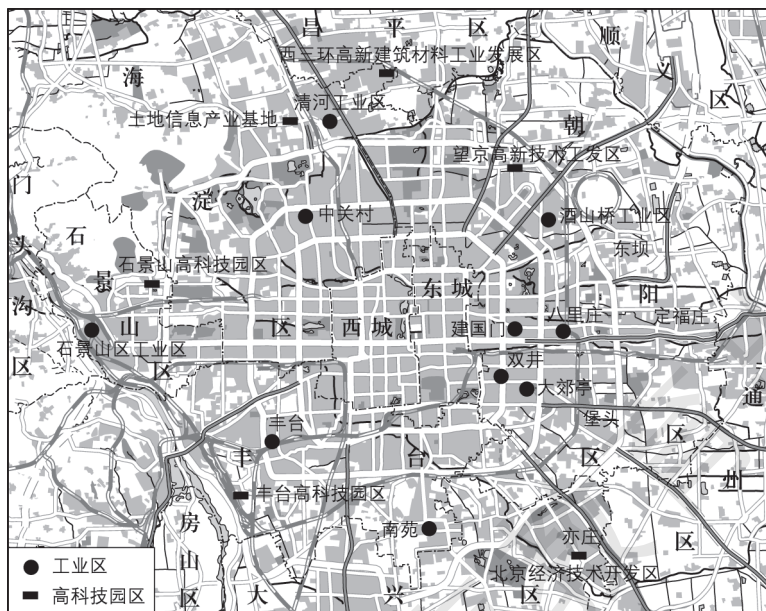 昌平区
西三环高新建筑材料工业发展区
顺义区
海淀区
清河工业区
土地信息产业基地
朝阳区
望京高新技术工发区
门头沟区
中关村
酒山桥工业区
东坝
石景山区
石景山高科技园区
东城
西城
建国门
八里庄
定福庄
石景山区工业区
双井
大郊亭
堡头
通州区
丰台
丰台区
丰台高科技园区
房山区
南苑
亦庄
北京经济技术开发区
大兴区
工业区
高科技园区